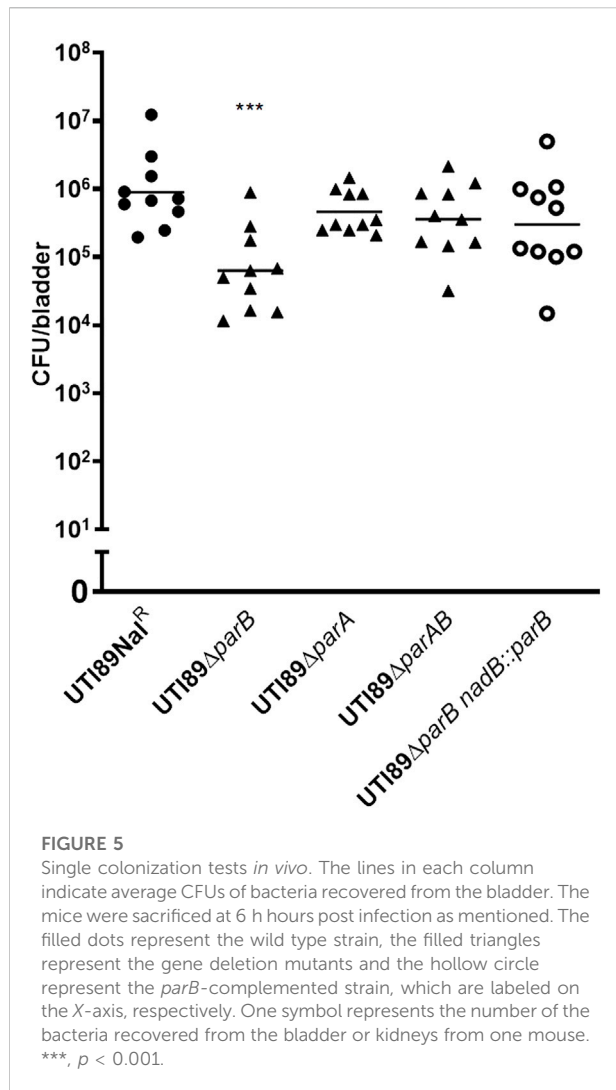 10⁸
10⁷
10⁶
10⁵
10⁴
10³
10²
10¹
0
CFU/bladder
***
UTI89Nalᴿ
UTI89ΔparB
UTI89ΔparA
UTI89ΔparAB
UTI89ΔparB nadB::parB
FIGURE 5
Single colonization tests in vivo. The lines in each column
indicate average CFUs of bacteria recovered from the bladder. The
mice were sacrificed at 6 h hours post infection as mentioned. The
filled dots represent the wild type strain, the filled triangles
represent the gene deletion mutants and the hollow circle
represent the parB-complemented strain, which are labeled on
the X-axis, respectively. One symbol represents the number of the
bacteria recovered from the bladder or kidneys from one mouse.
***, p < 0.001.